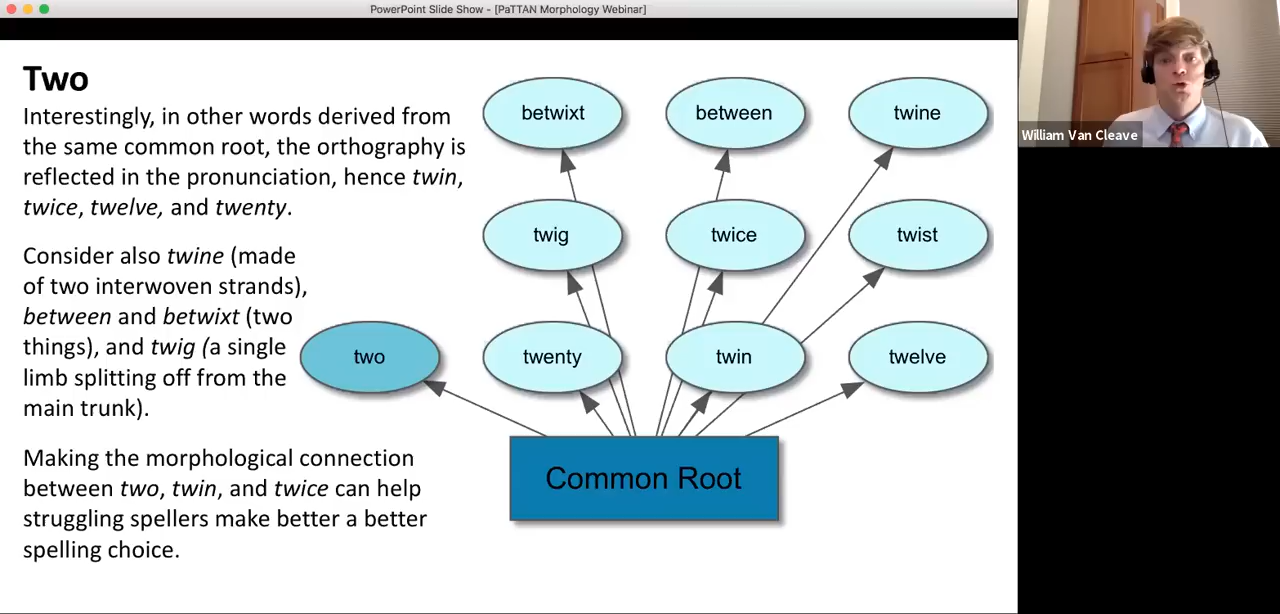 PowerPoint Slide Show - [PaTTAN Morphology Webinar]
Two
Interestingly, in other words derived from
the same common root, the orthography is
reflected in the pronunciation, hence twin,
twice, twelve, and twenty.
Consider also twine (made
of two interwoven strands),
between and betwixt (two
things), and twig (a single
limb splitting off from the
main trunk).
Making the morphological connection
between two, twin, and twice can help
struggling spellers make better a better
spelling choice.
betwixt
between
twine
twig
twice
twist
two
twenty
twin
twelve
Common Root
William Van Cleave